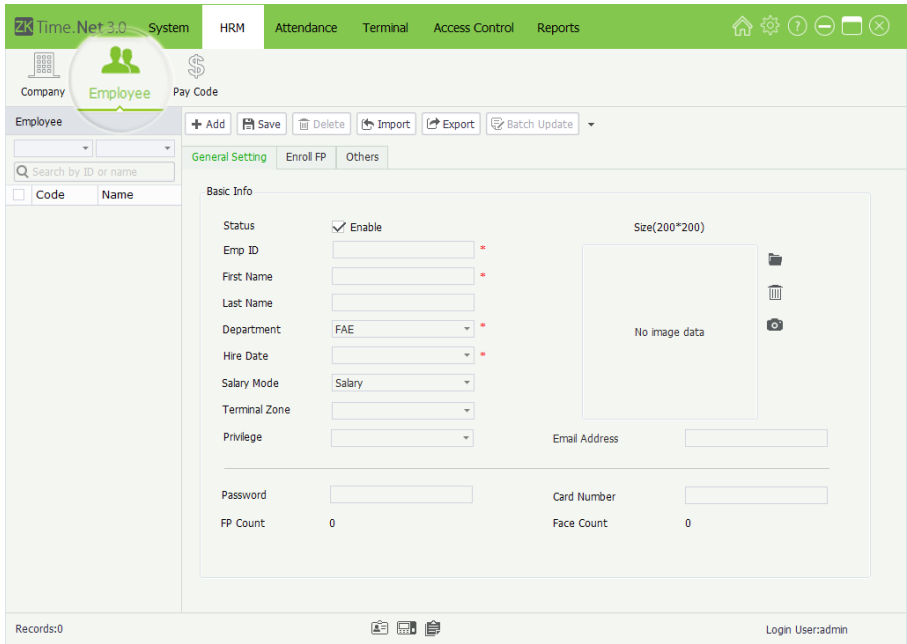 ZK Time.Net 3.0 System HRM Attendance Terminal Access Control Reports
Company Employee Pay Code
Employee
Add Save Delete Import Export Batch Update
Search by ID or name
Code Name
General Setting Enroll FP Others
Basic Info
Status Enable Size(200*200)
Emp ID *
First Name *
Last Name
Department FAE * No image data
Hire Date *
Salary Mode Salary
Terminal Zone
Privilege Email Address
Password Card Number
FP Count 0 Face Count 0
Records:0 Login User:admin